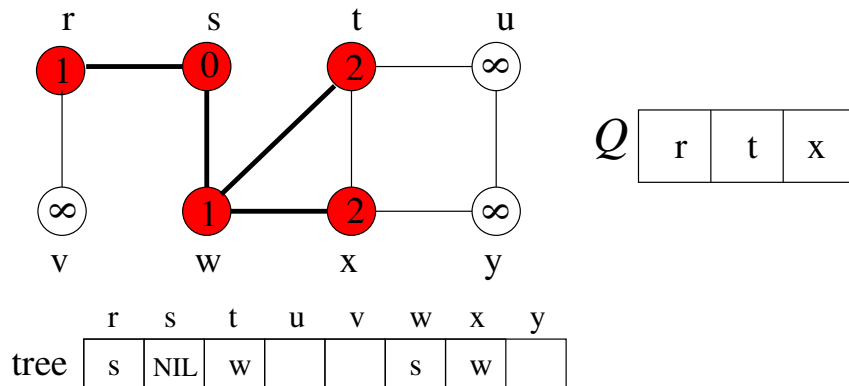 r s t u
1 0 2 ∞
Q r t x
∞ 1 2 ∞
v w x y
r s t u v w x y
tree s NIL w s w